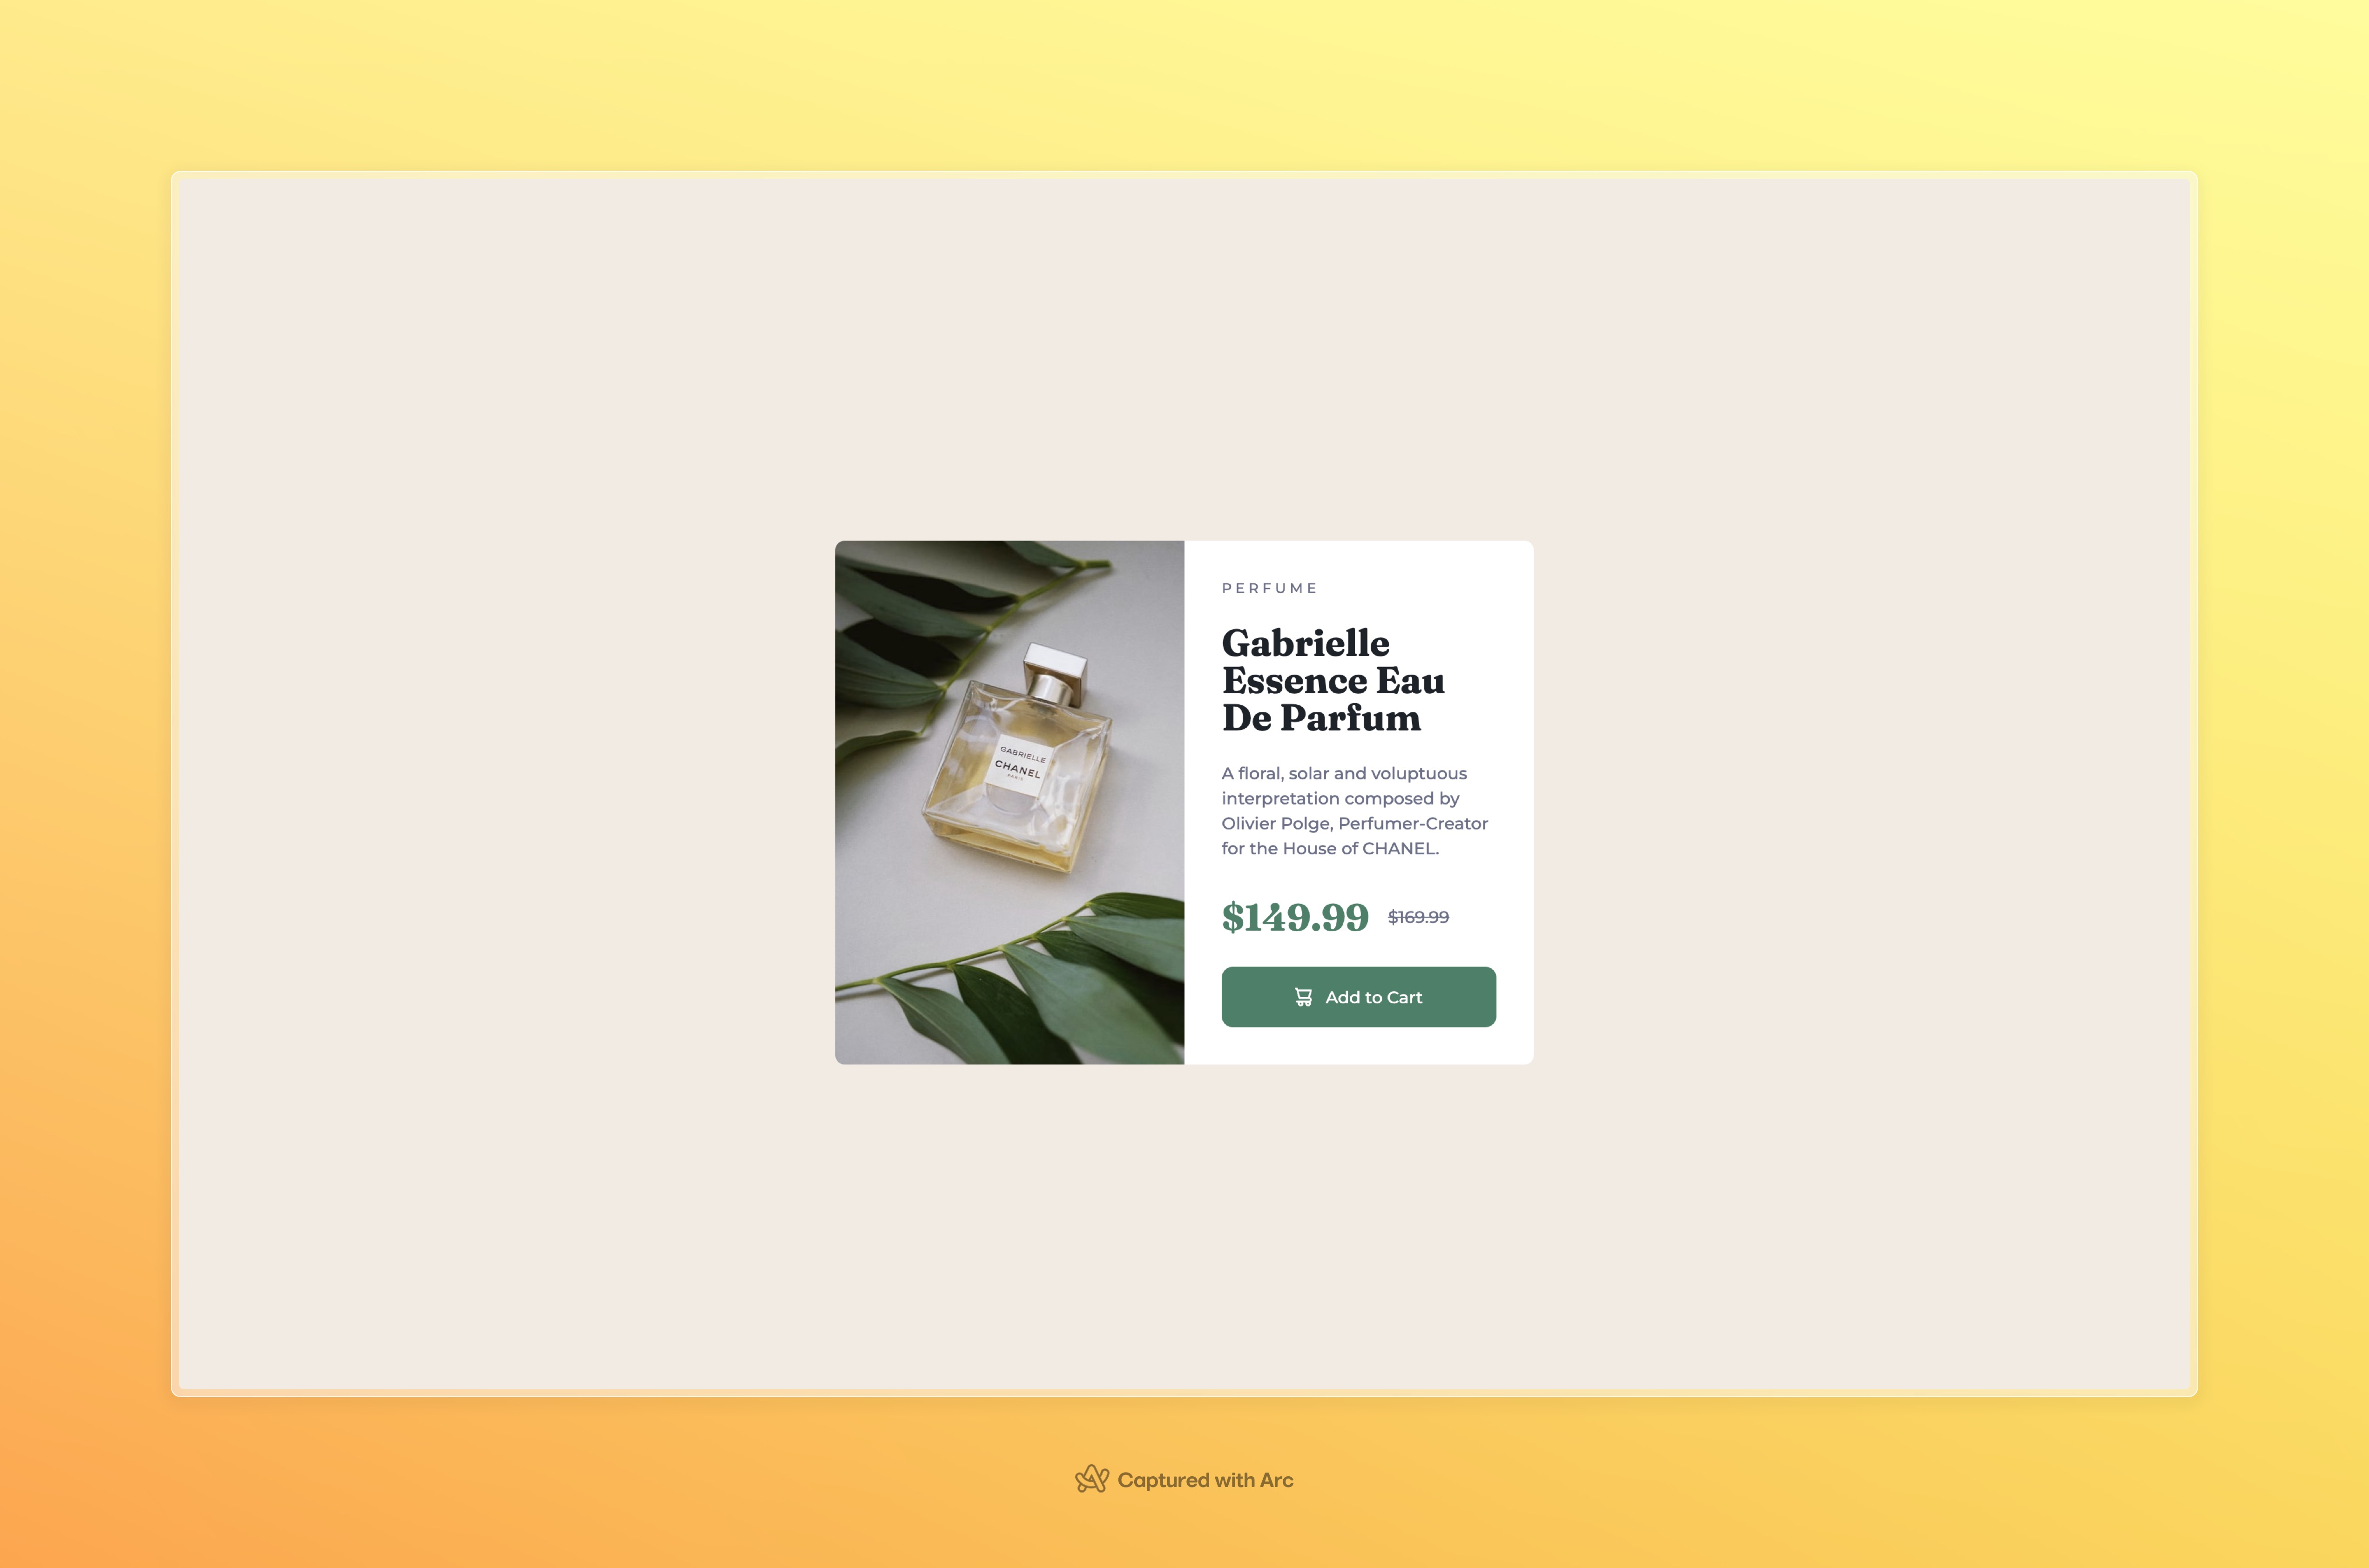 PERFUME
Gabrielle
Essence Eau
De Parfum
A floral, solar and voluptuous
interpretation composed by
Olivier Polge, Perfumer-Creator
for the House of CHANEL.
$149.99 $169.99
Add to Cart
GABRIELLE
CHANEL
PARIS
Captured with Arc